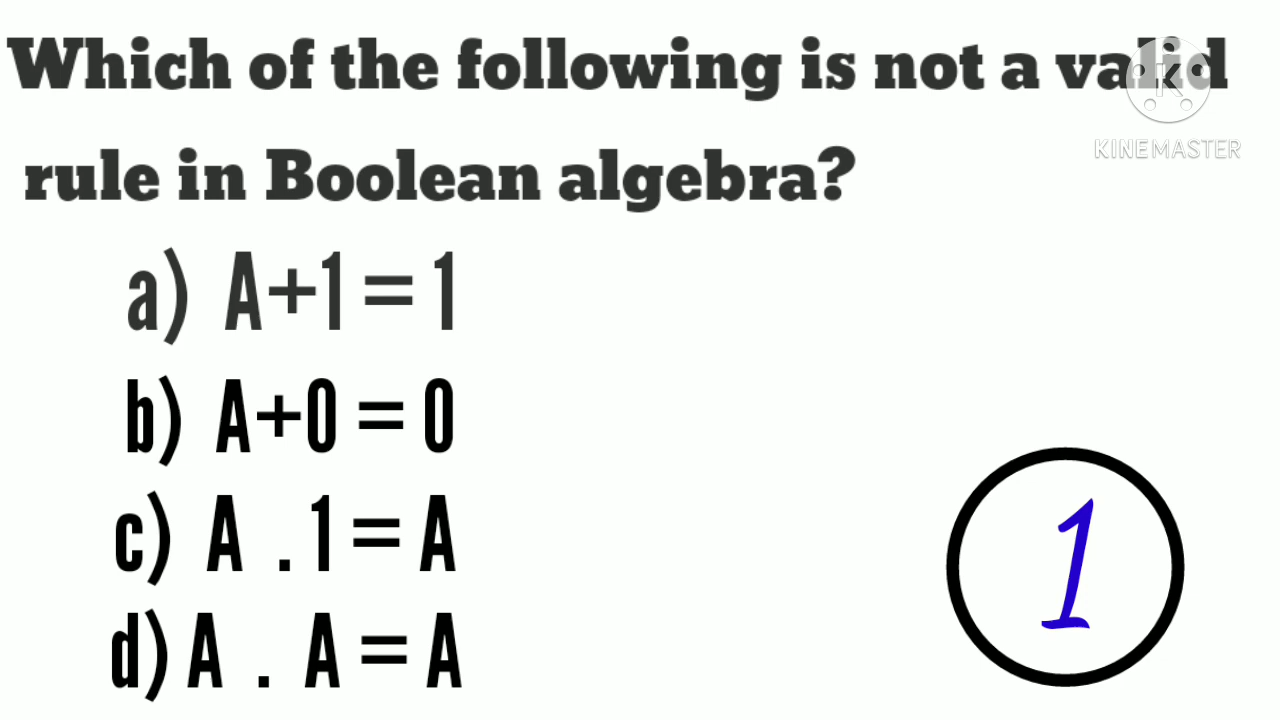 Which of the following is not a valid
KINEMASTER
rule in Boolean algebra?
a) A+1 = 1
b) A+0 = 0
c) A . 1 = A
d) A . A = A
1